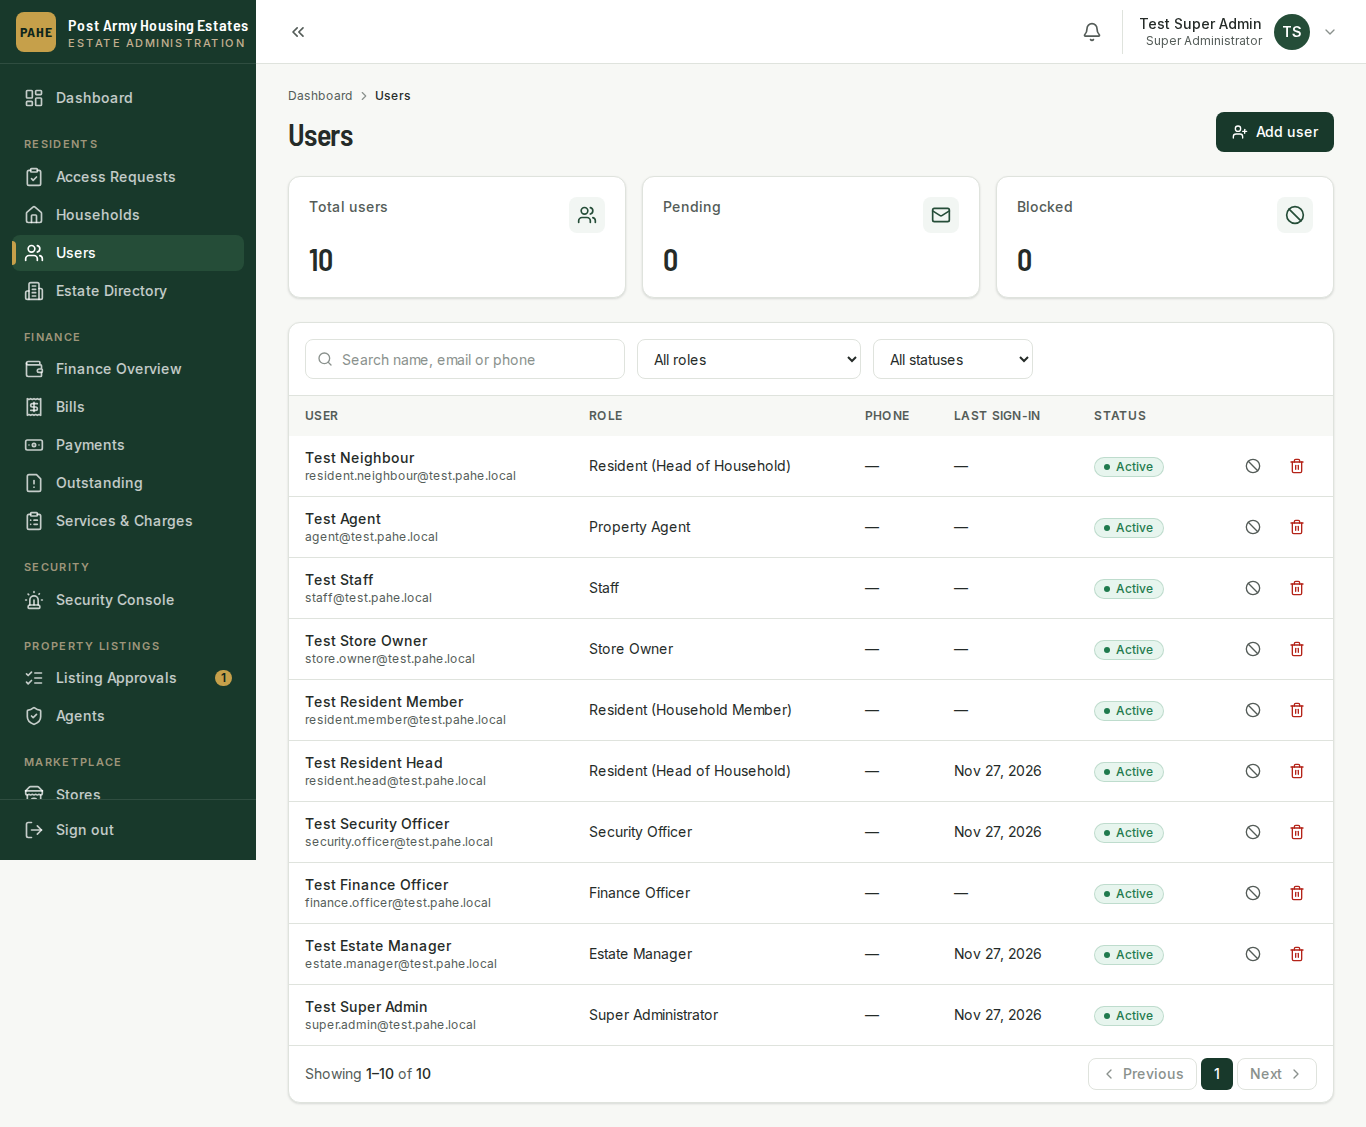 PAHE
Post Army Housing Estates
ESTATE ADMINISTRATION
Test Super Admin
Super Administrator
TS
Dashboard
RESIDENTS
Access Requests
Households
Users
Estate Directory
FINANCE
Finance Overview
Bills
Payments
Outstanding
Services & Charges
SECURITY
Security Console
PROPERTY LISTINGS
Listing Approvals 1
Agents
MARKETPLACE
Stores
Sign out
Dashboard > Users
Users
Add user
Total users
10
Pending
0
Blocked
0
Search name, email or phone
All roles
All statuses
USER ROLE PHONE LAST SIGN-IN STATUS
Test Neighbour
resident.neighbour@test.pahe.local
Resident (Head of Household) — — Active
Test Agent
agent@test.pahe.local
Property Agent — — Active
Test Staff
staff@test.pahe.local
Staff — — Active
Test Store Owner
store.owner@test.pahe.local
Store Owner — — Active
Test Resident Member
resident.member@test.pahe.local
Resident (Household Member) — — Active
Test Resident Head
resident.head@test.pahe.local
Resident (Head of Household) — Nov 27, 2026 Active
Test Security Officer
security.officer@test.pahe.local
Security Officer — Nov 27, 2026 Active
Test Finance Officer
finance.officer@test.pahe.local
Finance Officer — — Active
Test Estate Manager
estate.manager@test.pahe.local
Estate Manager — Nov 27, 2026 Active
Test Super Admin
super.admin@test.pahe.local
Super Administrator — Nov 27, 2026 Active
Showing 1–10 of 10
Previous 1 Next